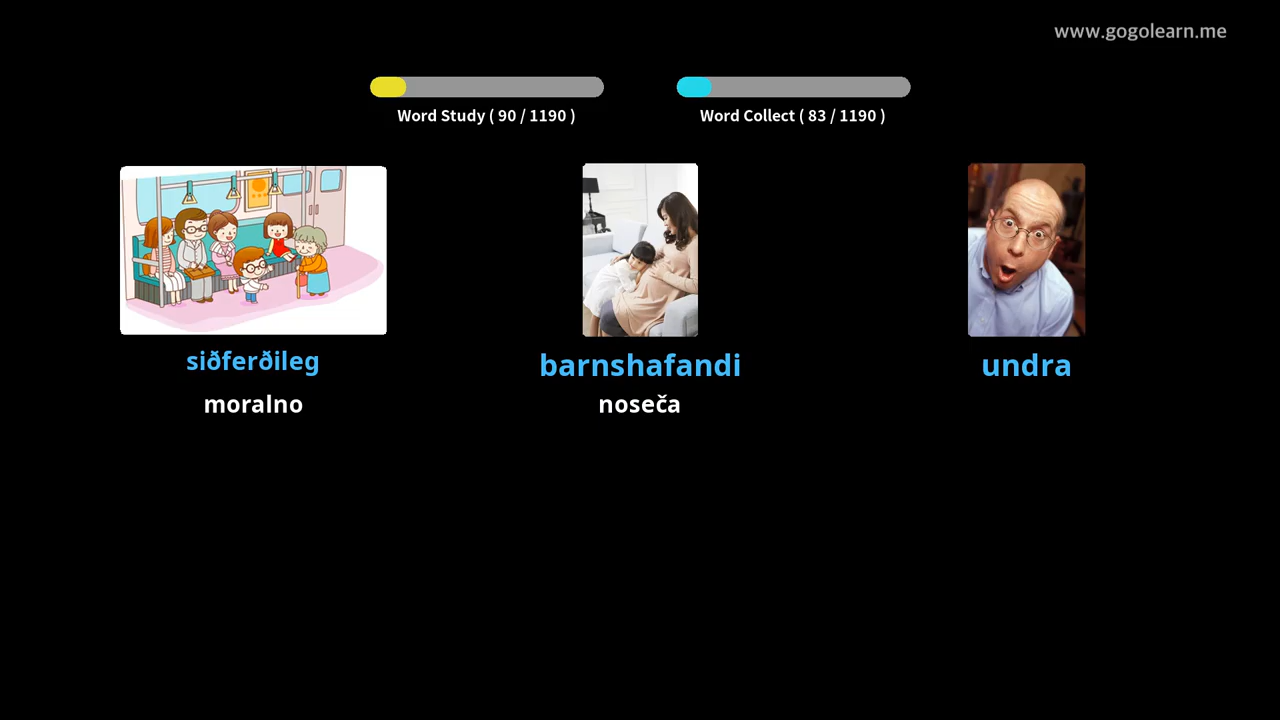 www.gogolearn.me
Word Study ( 90 / 1190 )
Word Collect ( 83 / 1190 )
siðferðileg
barnshafandi
undra
moralno
noseča